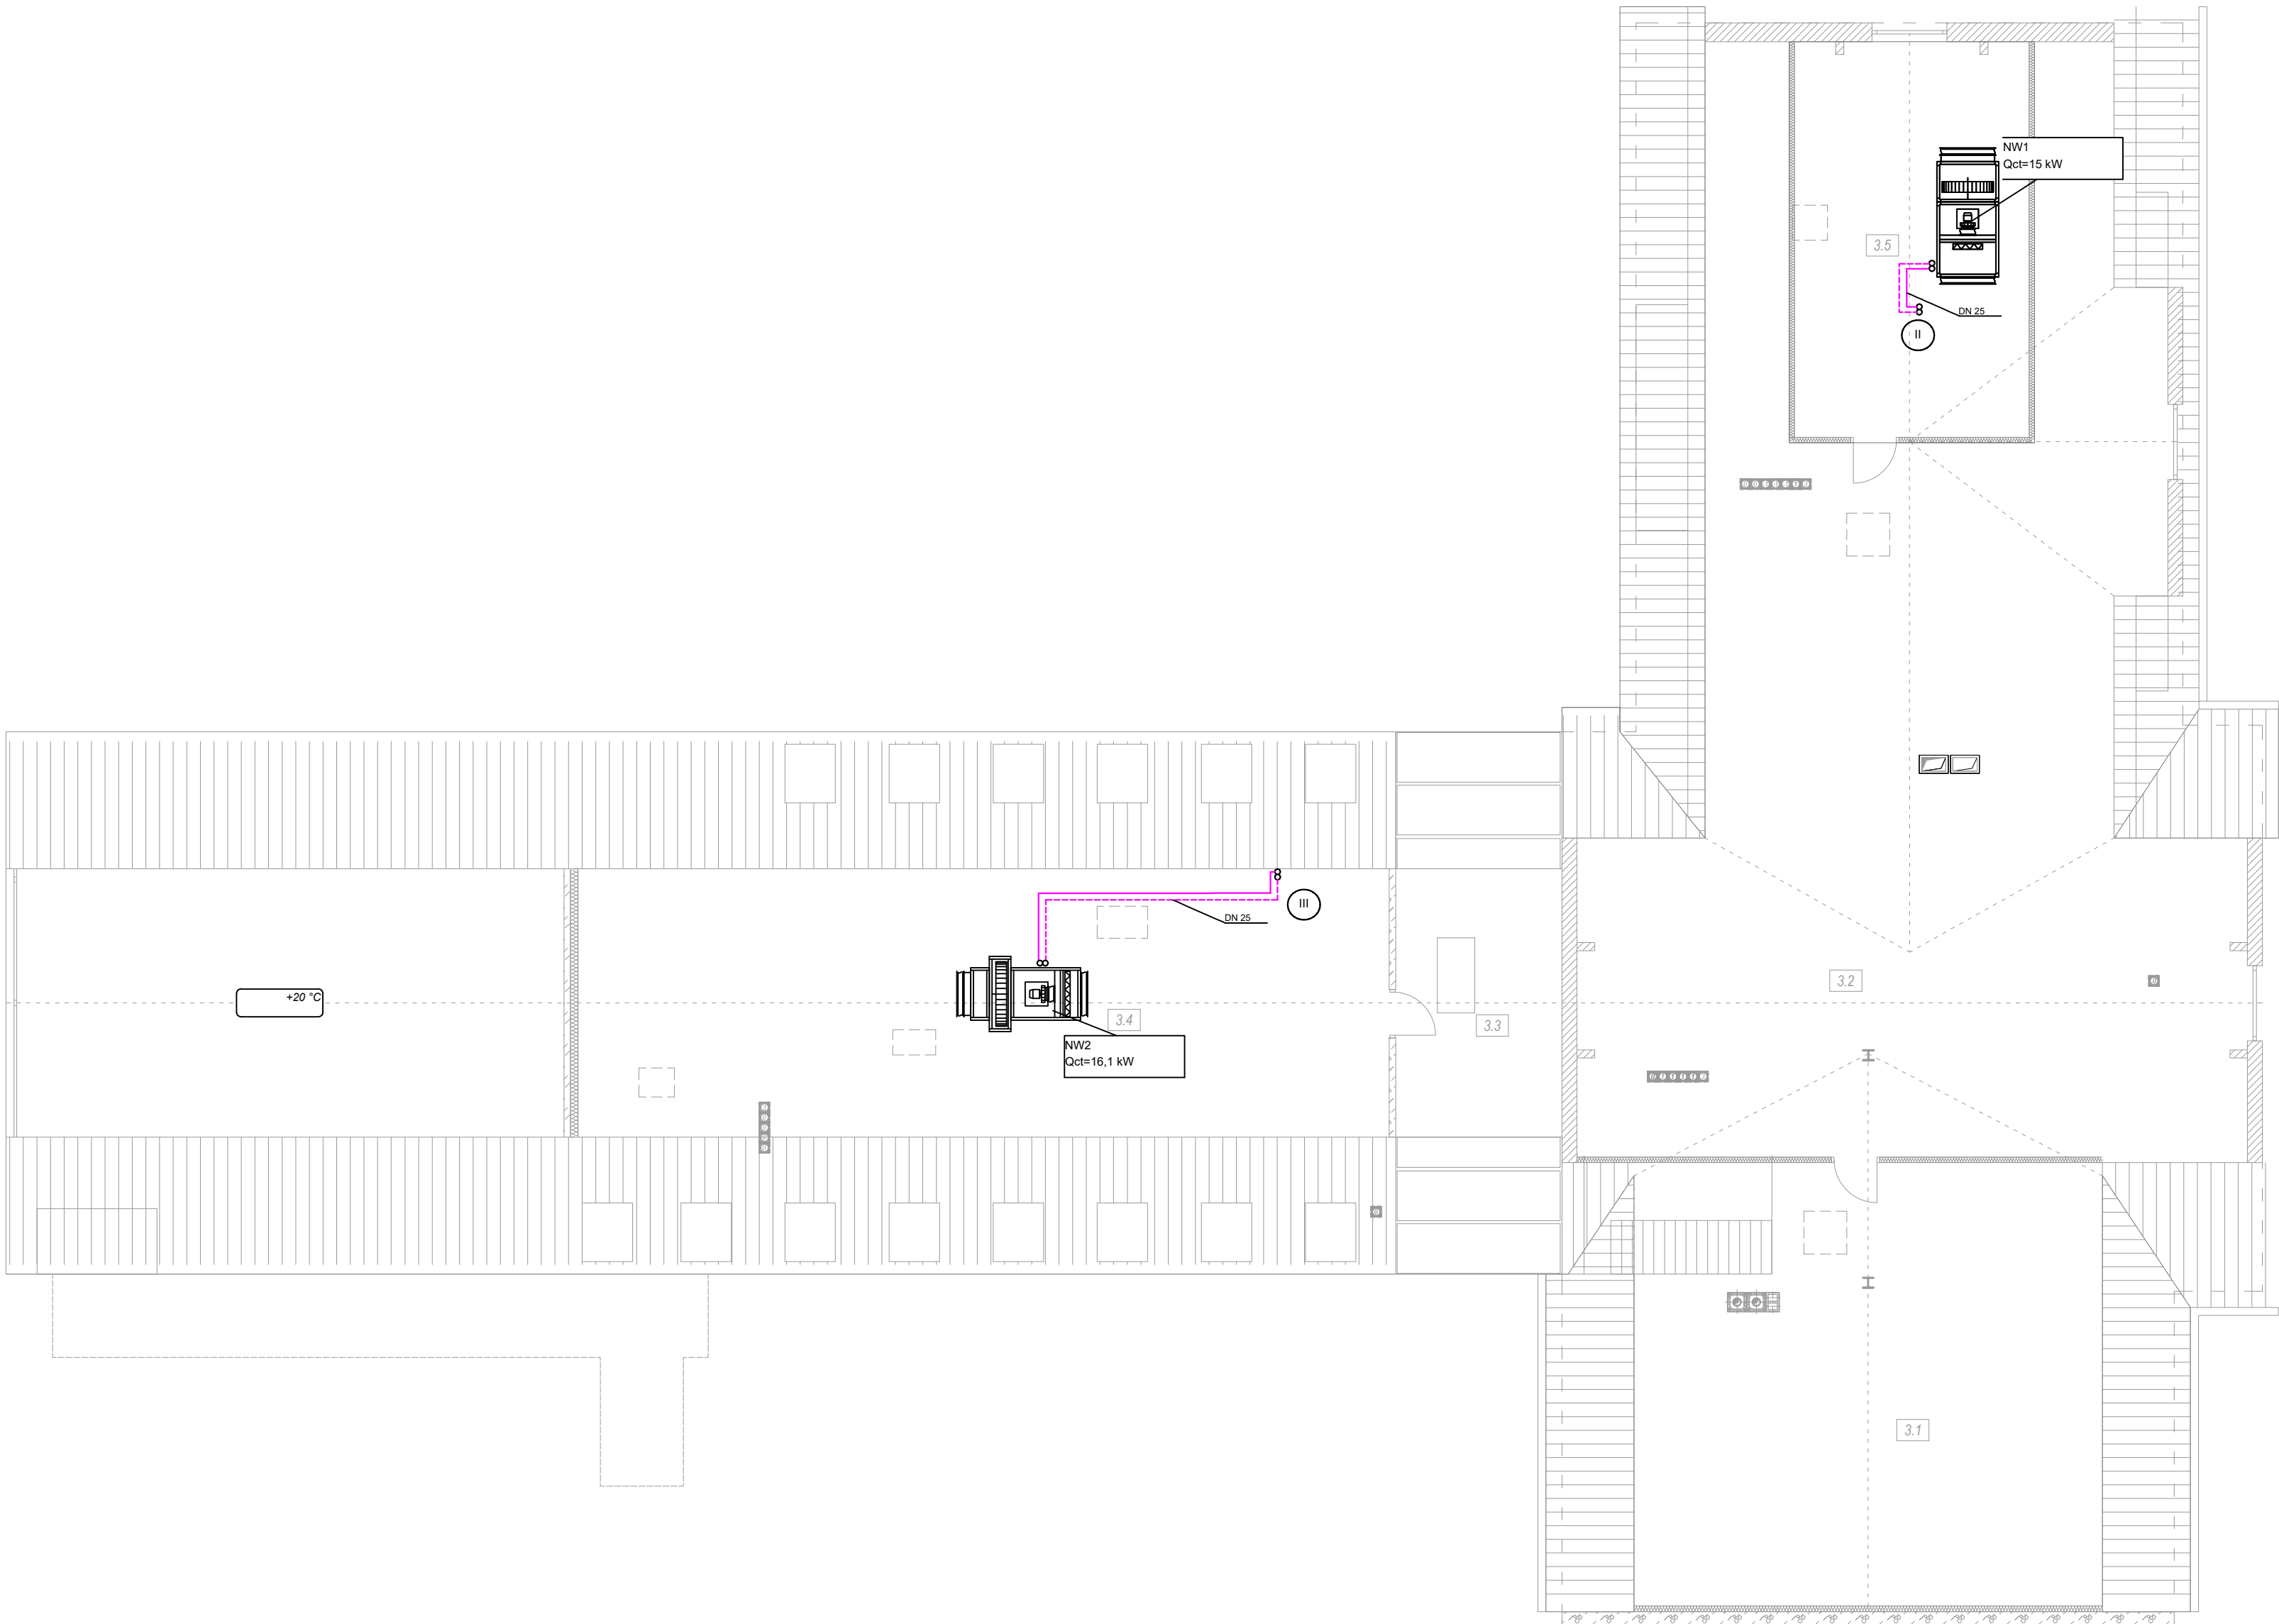 NW1
Qct=15 kW
3.5
DN 25
II
III
DN 25
3.2
+20 °C
3.4
3.3
NW2
Qct=16,1 kW
3.1